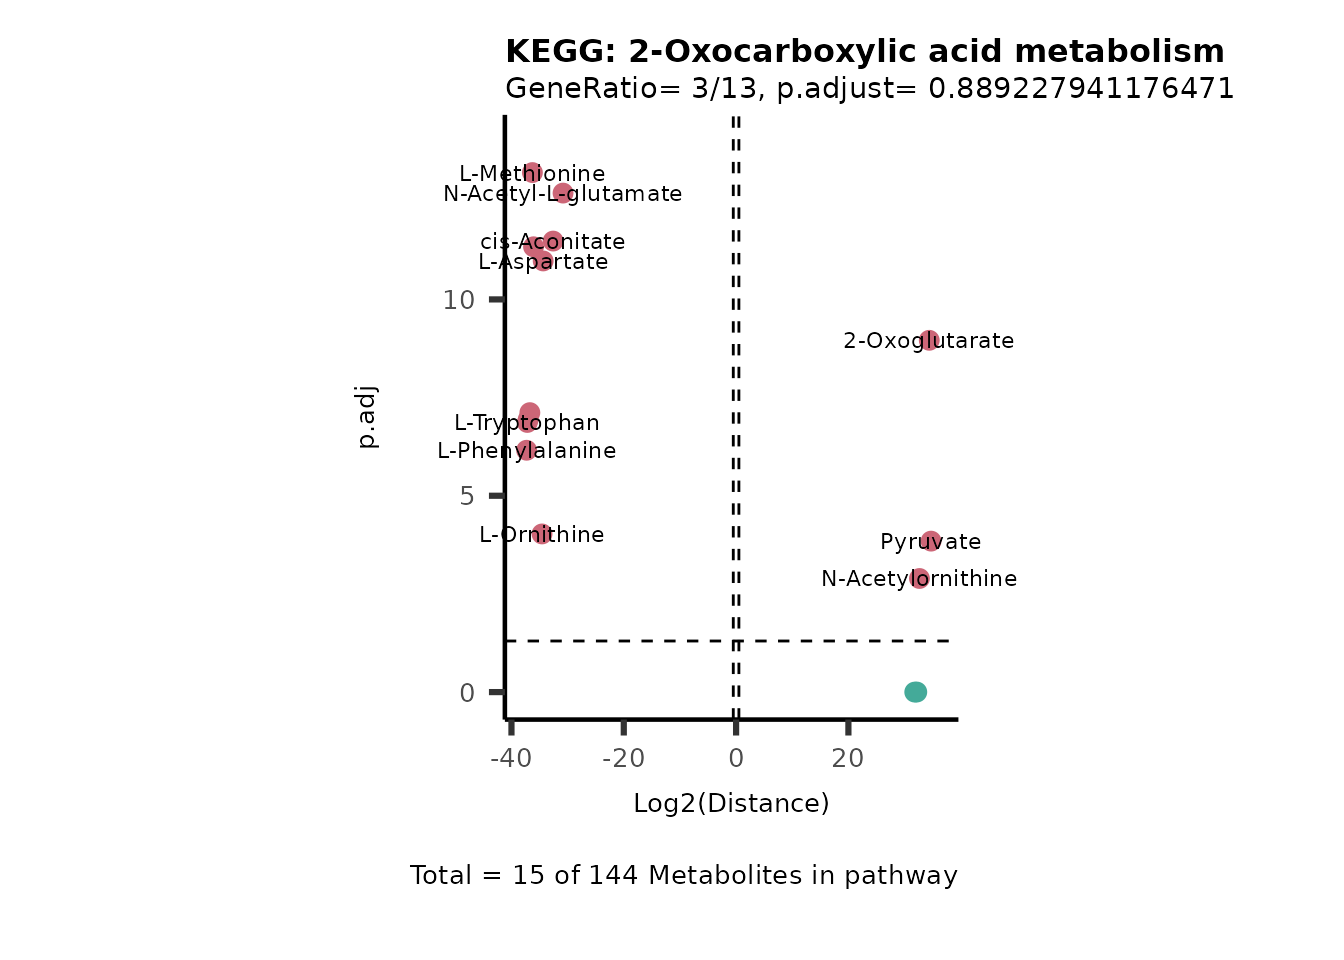 KEGG: 2-Oxocarboxylic acid metabolism
GeneRatio= 3/13, p.adjust= 0.889227941176471
L-Methionine
N-Acetyl-L-glutamate
cis-Aconitate
L-Aspartate
10
2-Oxoglutarate
p.adj
L-Tryptophan
L-Phenylalanine
5
L-Ornithine
Pyruvate
N-Acetylornithine
0
-40 -20 0 20
Log2(Distance)
Total = 15 of 144 Metabolites in pathway